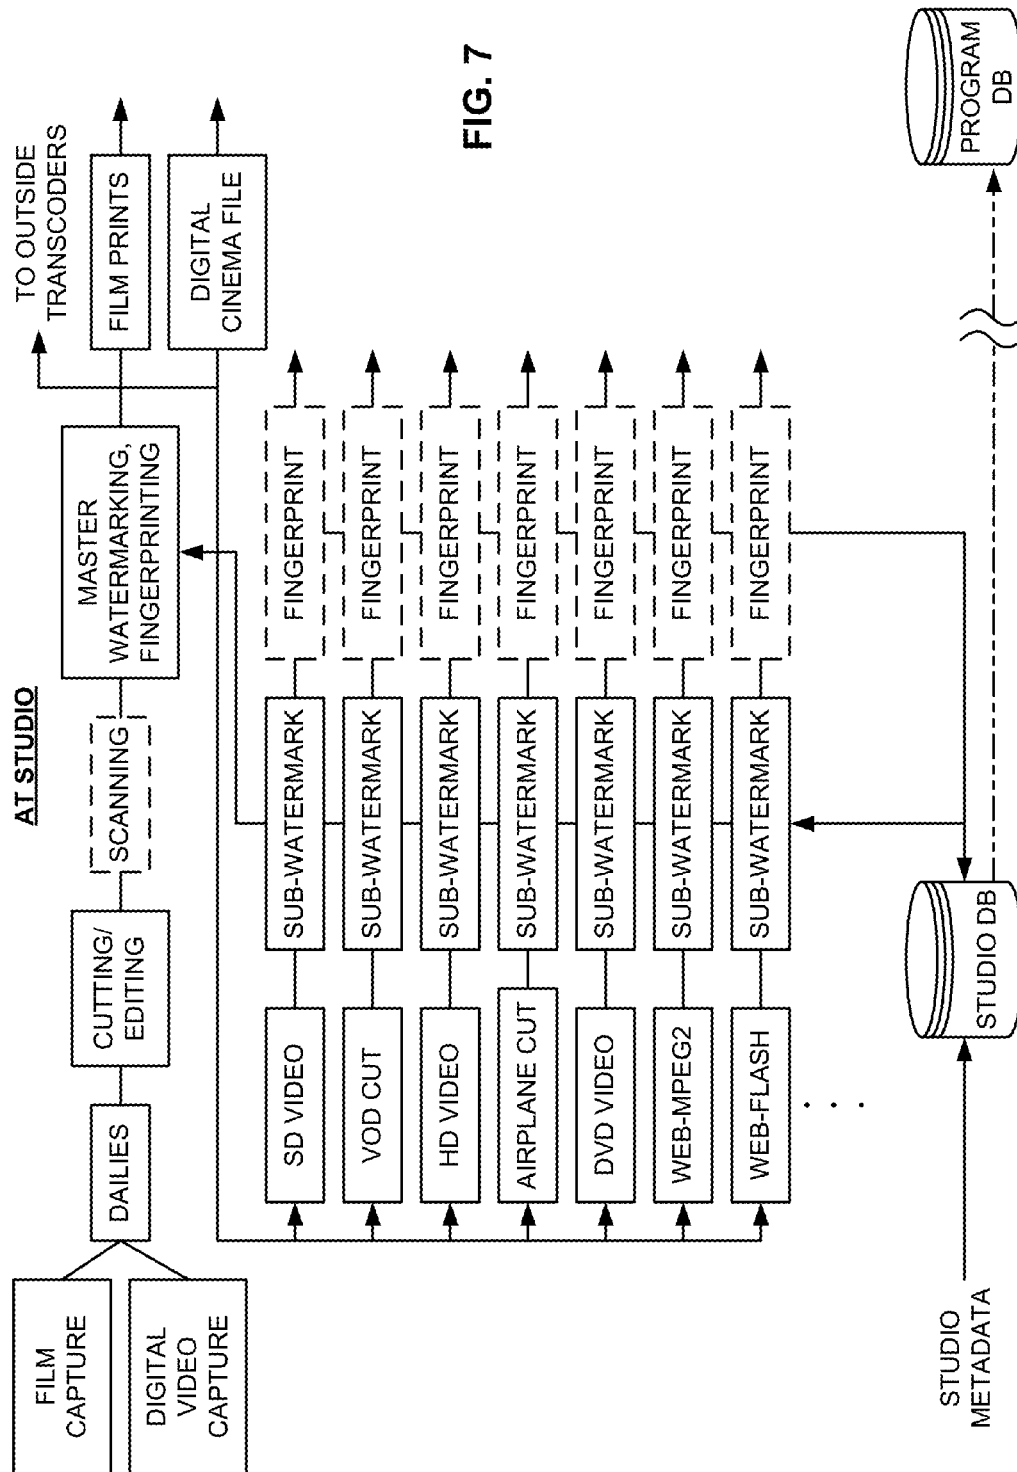 AT STUDIO
FILM
CAPTURE
DIGITAL
VIDEO
CAPTURE
DAILIES
CUTTING/
EDITING
SCANNING
MASTER
WATERMARKING,
FINGERPRINTING
TO OUTSIDE
TRANSCODERS
FILM PRINTS
DIGITAL
CINEMA FILE
SD VIDEO
SUB-WATERMARK
FINGERPRINT
VOD CUT
SUB-WATERMARK
FINGERPRINT
HD VIDEO
SUB-WATERMARK
FINGERPRINT
AIRPLANE CUT
SUB-WATERMARK
FINGERPRINT
DVD VIDEO
SUB-WATERMARK
FINGERPRINT
WEB-MPEG2
SUB-WATERMARK
FINGERPRINT
WEB-FLASH
SUB-WATERMARK
FINGERPRINT
. . .
STUDIO
METADATA
STUDIO DB
PROGRAM
DB
FIG. 7